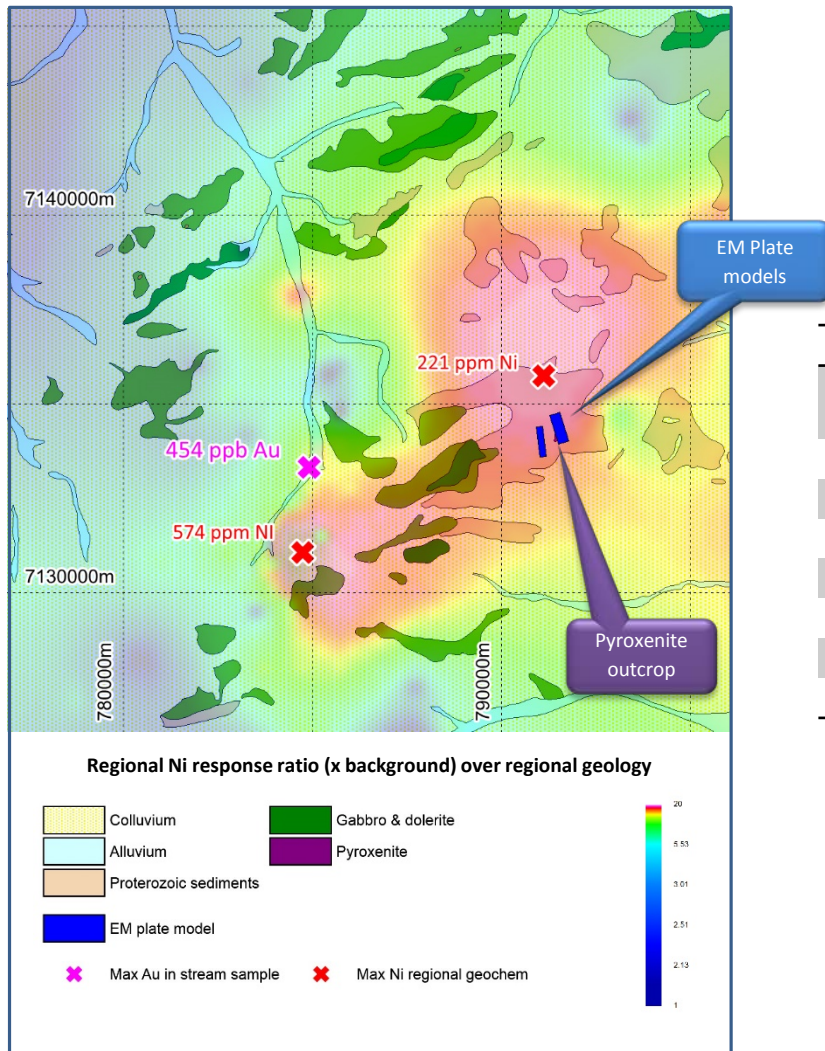 7140000m
EM Plate
models
221 ppm Ni
454 ppb Au
574 ppm NI
7130000m
780000m
790000m
Pyroxenite
outcrop
Regional Ni response ratio (x background) over regional geology
Colluvium
Gabbro & dolerite
Alluvium
Pyroxenite
Proterozoic sediments
EM plate model
Max Au in stream sample
Max Ni regional geochem
20
5.53
3.01
2.51
2.13
1